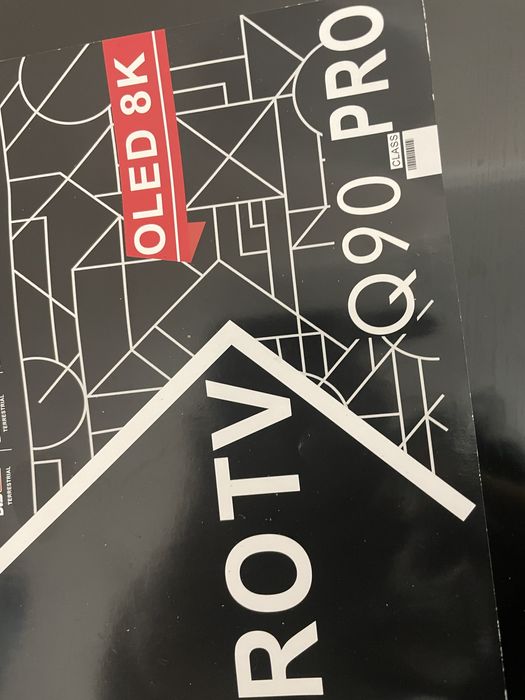 OLED 8K
Q90 PRO
CLASS
ROTV
TERRESTRIAL
TERRESTRIAL